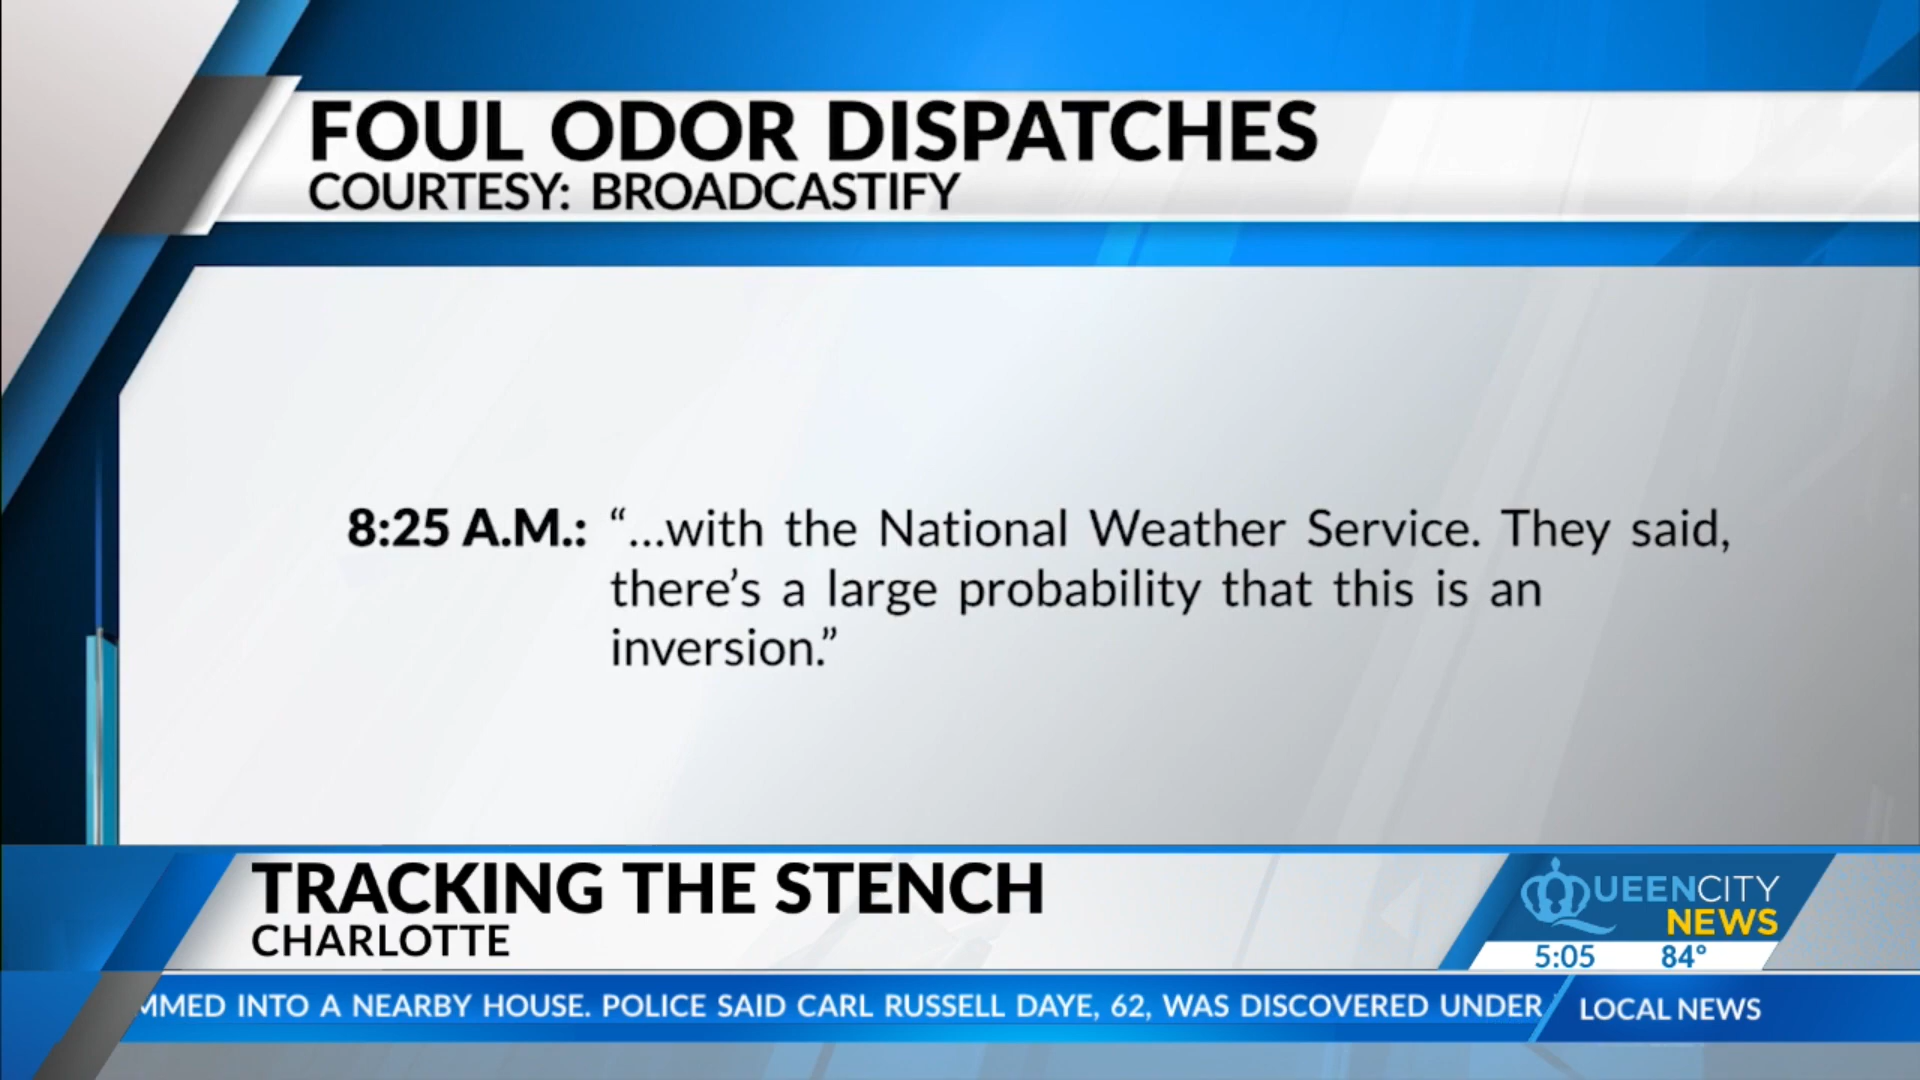 FOUL ODOR DISPATCHES
COURTESY: BROADCASTIFY
8:25 A.M.: “...with the National Weather Service. They said,
there’s a large probability that this is an
inversion.”
TRACKING THE STENCH
CHARLOTTE
QUEENCITY
NEWS
5:05 84°
MMED INTO A NEARBY HOUSE. POLICE SAID CARL RUSSELL DAYE, 62, WAS DISCOVERED UNDER
LOCAL NEWS